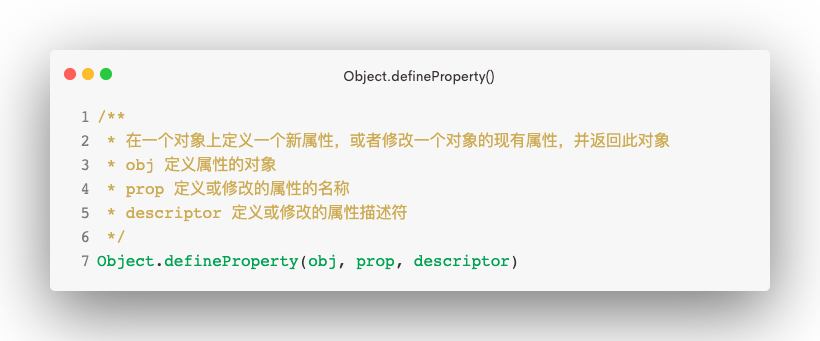 Object.defineProperty()
1 /**
2 * 在一个对象上定义一个新属性，或者修改一个对象的现有属性，并返回此对象
3 * obj 定义属性的对象
4 * prop 定义或修改的属性的名称
5 * descriptor 定义或修改的属性描述符
6 */
7 Object.defineProperty(obj, prop, descriptor)